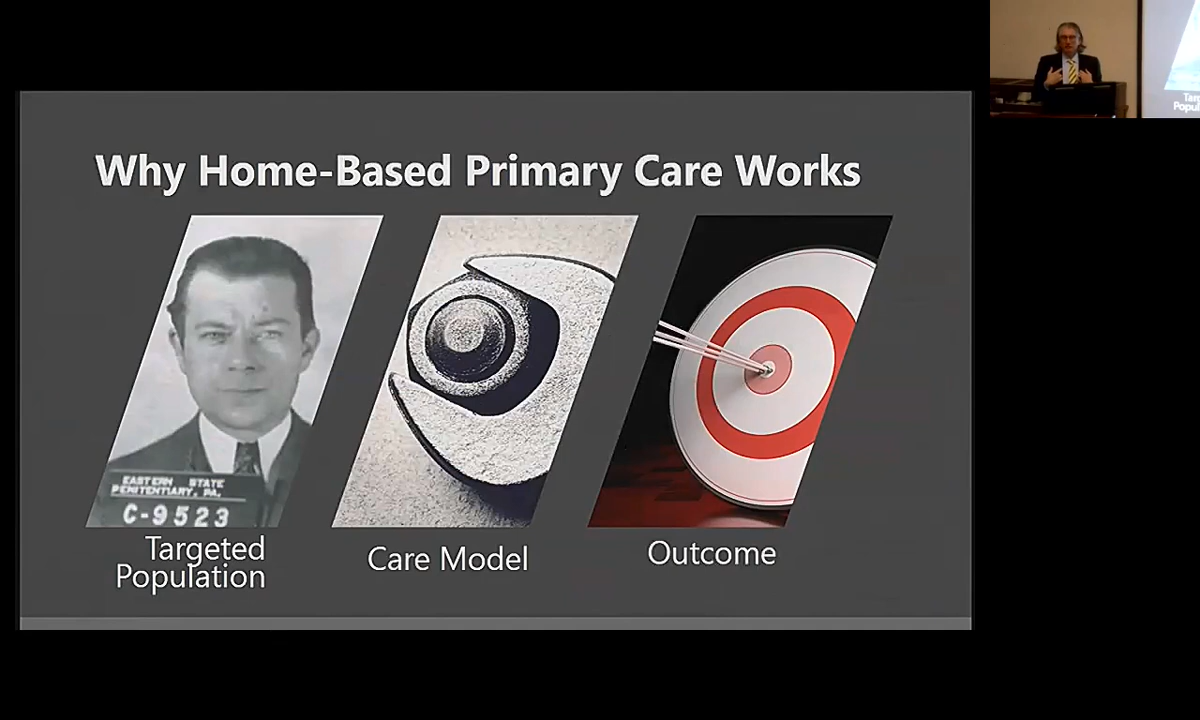 Why Home-Based Primary Care Works
EASTERN STATE
PENITENTIARY, PA.
C-9523
Targeted
Population
Care Model
Outcome